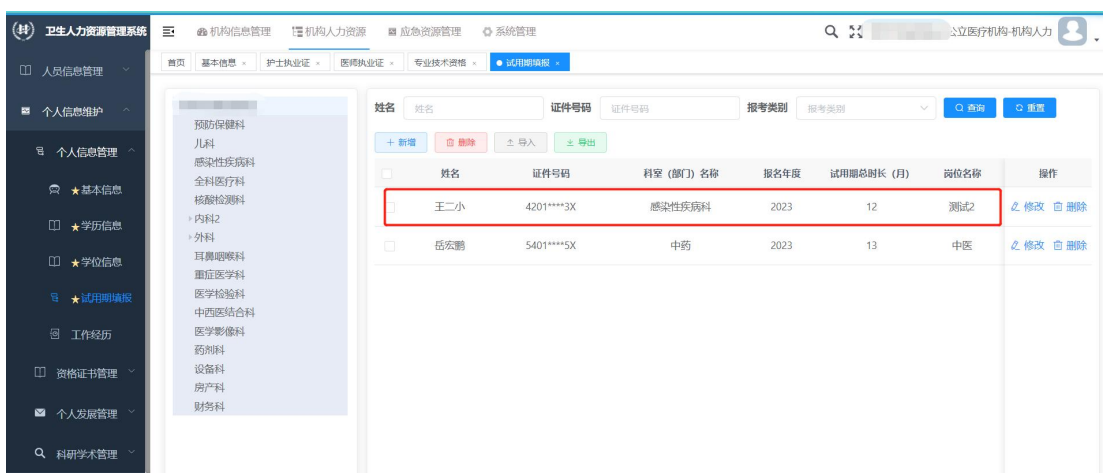 卫生人力资源管理系统 机构信息管理 机构人力资源 应急资源管理 系统管理 公立医疗机构-机构人力
首页 基本信息 × 护士执业证 × 医师执业证 × 专业技术资格 × 试用期填报 ×
人员信息管理
个人信息维护
个人信息管理
★基本信息
★学历信息
★学位信息
★试用期填报
工作经历
资格证书管理
个人发展管理
科研学术管理
预防保健科
儿科
感染性疾病科
全科医疗科
核酸检测科
内科2
外科
耳鼻咽喉科
重症医学科
医学检验科
中西医结合科
医学影像科
药剂科
设备科
房产科
财务科
姓名 姓名 证件号码 证件号码 报考类别 报考类别 查询 重置
+ 新增 删除 导入 导出
姓名 证件号码 科室（部门）名称 报名年度 试用期总时长（月） 岗位名称 操作
王二小 4201****3X 感染性疾病科 2023 12 测试2 修改 删除
岳宏鹏 5401****5X 中药 2023 13 中医 修改 删除